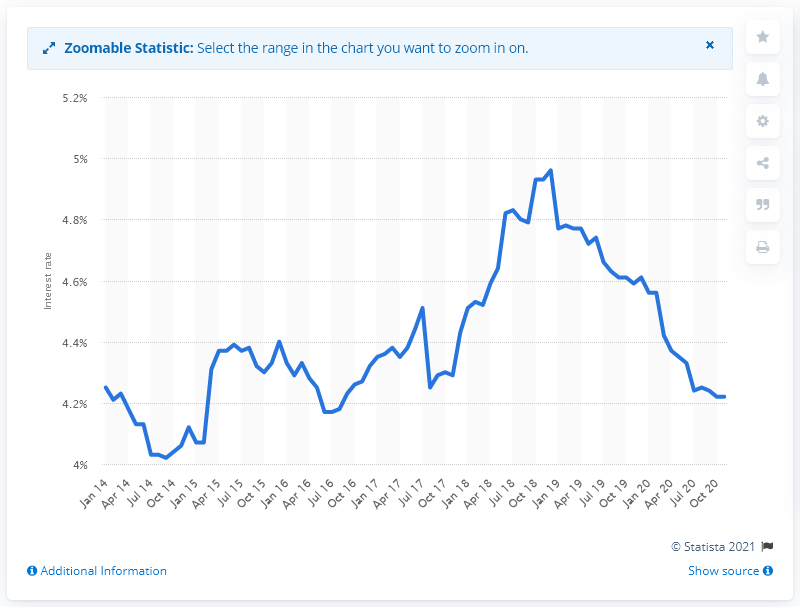 Zoomable Statistic: Select the range in the chart you want to zoom in on.
5.2%
5%
4.8%
4.6%
4.4%
4.2%
4%
Interest rate
Jan 14
Apr 14
Jul 14
Oct 14
Jan 15
Apr 15
Jul 15
Oct 15
Jan 16
Apr 16
Jul 16
Oct 16
Jan 17
Apr 17
Jul 17
Oct 17
Jan 18
Apr 18
Jul 18
Oct 18
Jan 19
Apr 19
Jul 19
Oct 19
Jan 20
Apr 20
Jul 20
Oct 20
© Statista 2021
Additional Information
Show source